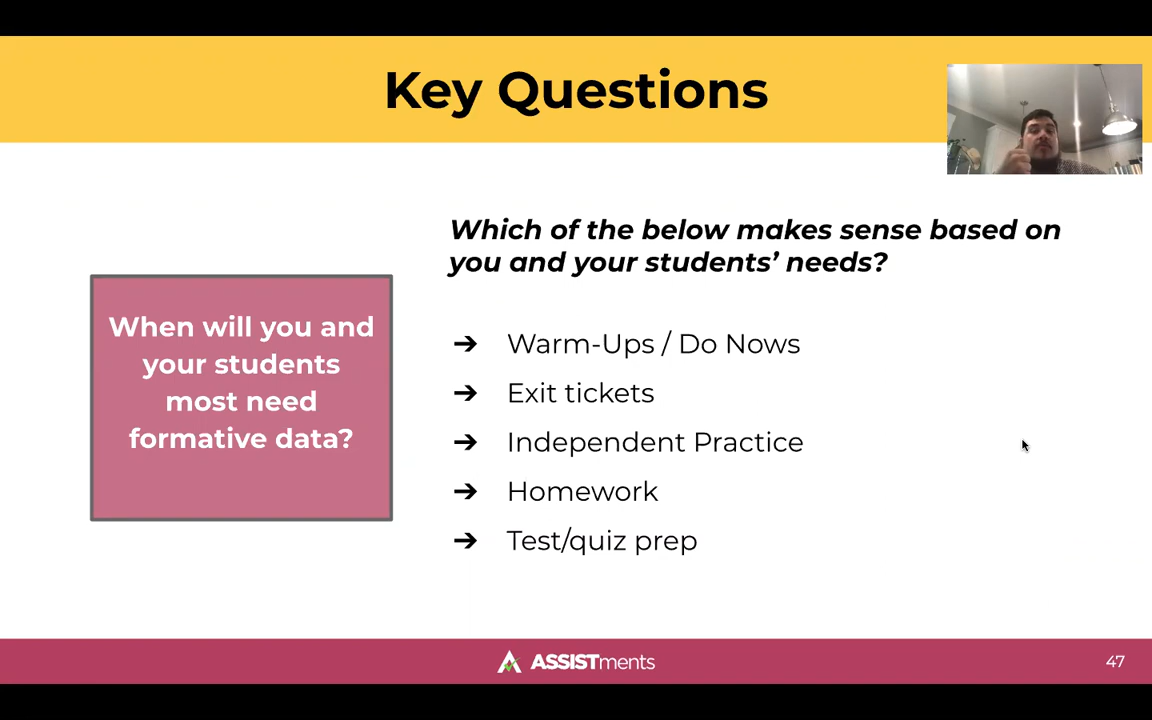 Key Questions
Which of the below makes sense based on
you and your students’ needs?
When will you and
your students
most need
formative data?
➔ Warm-Ups / Do Nows
➔ Exit tickets
➔ Independent Practice
➔ Homework
➔ Test/quiz prep
ASSISTments
47